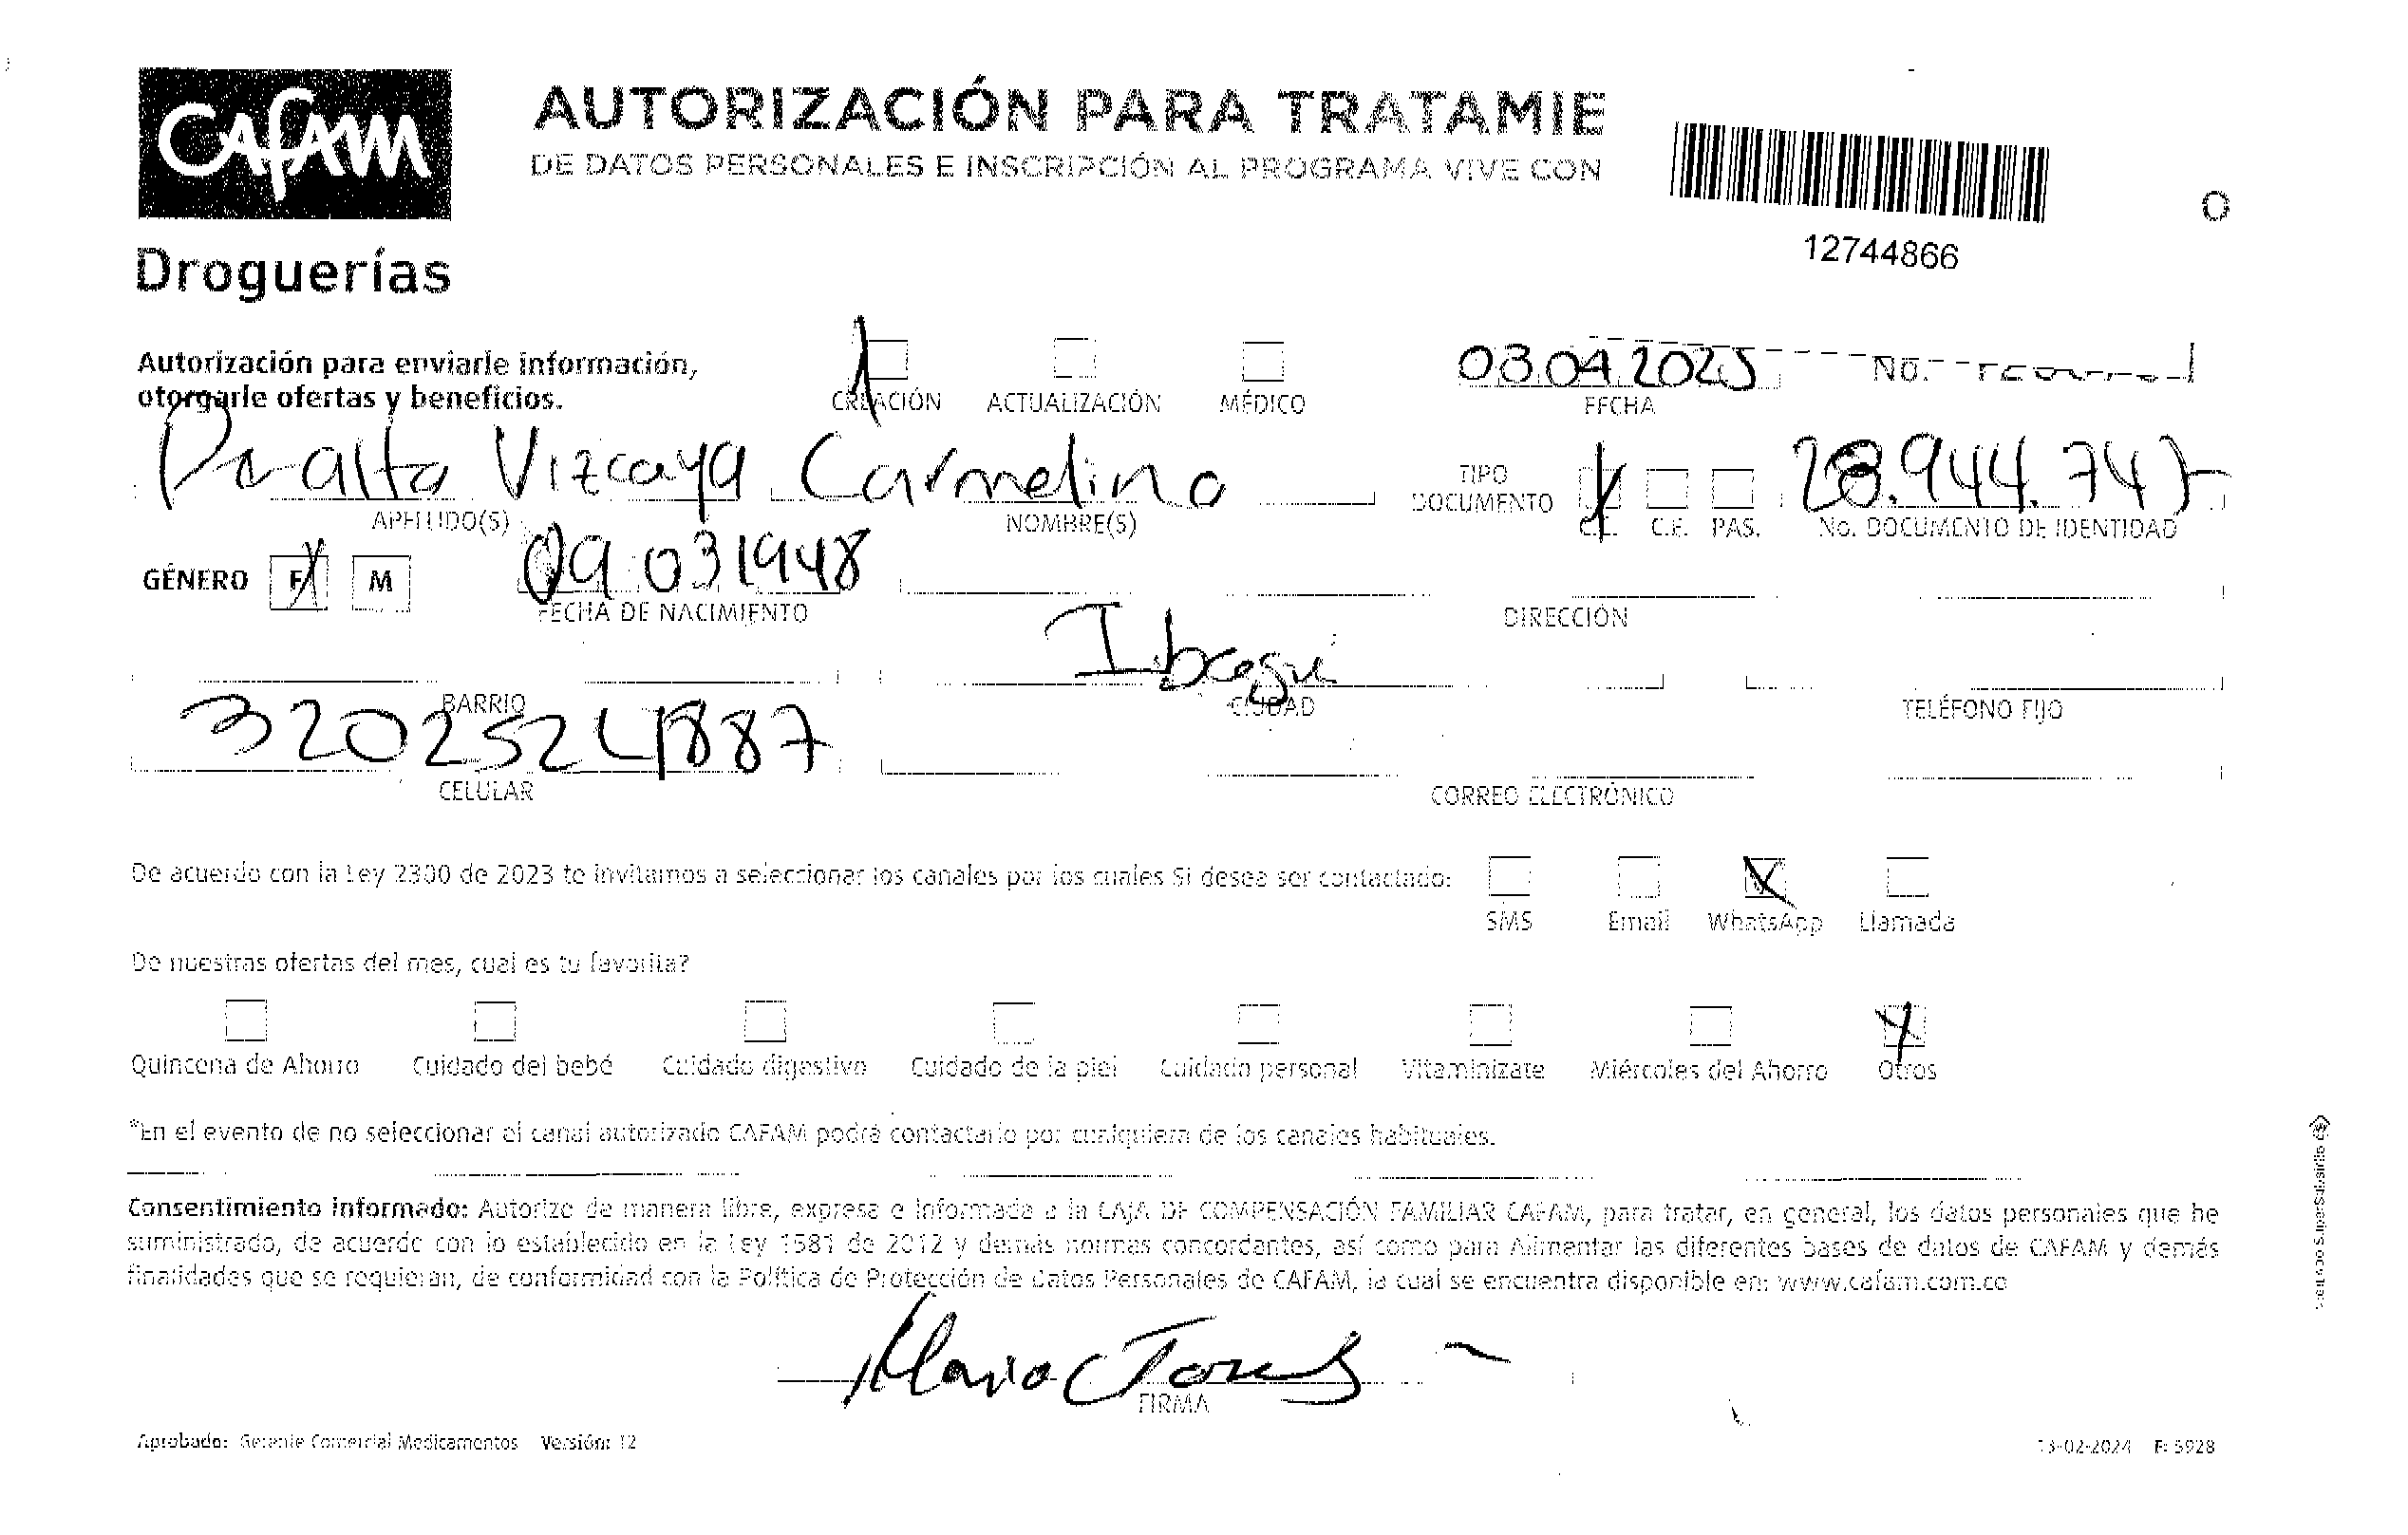 Cafam
Droguerías
AUTORIZACIÓN PARA TRATAMIE
DE DATOS PERSONALES E INSCRIPCIÓN AL PROGRAMA VIVE CON
12744866
Autorización para enviarle información,
otorgarle ofertas y beneficios.
CREACIÓN ACTUALIZACIÓN MÉDICO
03.04.2025 No.
FECHA
Peralta Vizcaya Carmelina
APELLIDO(S) NOMBRE(S)
TIPO
DOCUMENTO
C.C. C.E. PAS.
28.944.747
No. DOCUMENTO DE IDENTIDAD
GÉNERO F M
09 03 1948
FECHA DE NACIMIENTO
DIRECCIÓN
Ibague
BARRIO CIUDAD TELÉFONO FIJO
3202524887
CELULAR CORREO ELECTRÓNICO
De acuerdo con la Ley 2300 de 2023 te invitamos a seleccionar los canales por los cuales Si desea ser contactado:
SMS Email WhatsApp Llamada
De nuestras ofertas del mes, cual es tu favorita?
Quincena de Ahorro Cuidado del bebé Cuidado digestivo Cuidado de la piel Cuidado personal Vitaminízate Miércoles del Ahorro Otros
*En el evento de no seleccionar el canal autorizado CAFAM podrá contactarlo por cualquiera de los canales habituales.
Consentimiento informado: Autorizo de manera libre, expresa e informada a la CAJA DE COMPENSACIÓN FAMILIAR CAFAM, para tratar, en general, los datos personales que he
suministrado, de acuerdo con lo establecido en la Ley 1581 de 2012 y demás normas concordantes, así como para Alimentar las diferentes bases de datos de CAFAM y demás
finalidades que se requieran, de conformidad con la Política de Protección de Datos Personales de CAFAM, la cual se encuentra disponible en: www.cafam.com.co
Maria Torres
FIRMA
Aprobado: Gerente Comercial Medicamentos Versión: 12
13-02-2024 F: 5928
VIGILADO SuperSubsidio